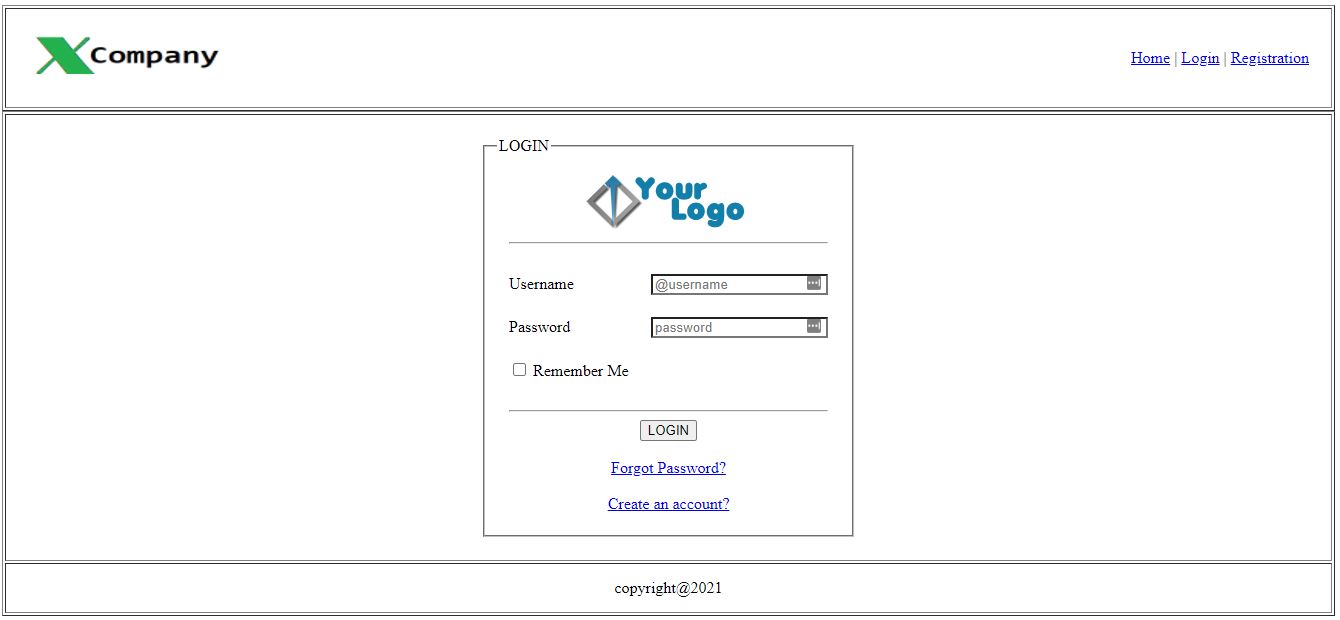 XCompany
Home | Login | Registration
LOGIN
Your
Logo
Username @username
Password password
Remember Me
LOGIN
Forgot Password?
Create an account?
copyright@2021